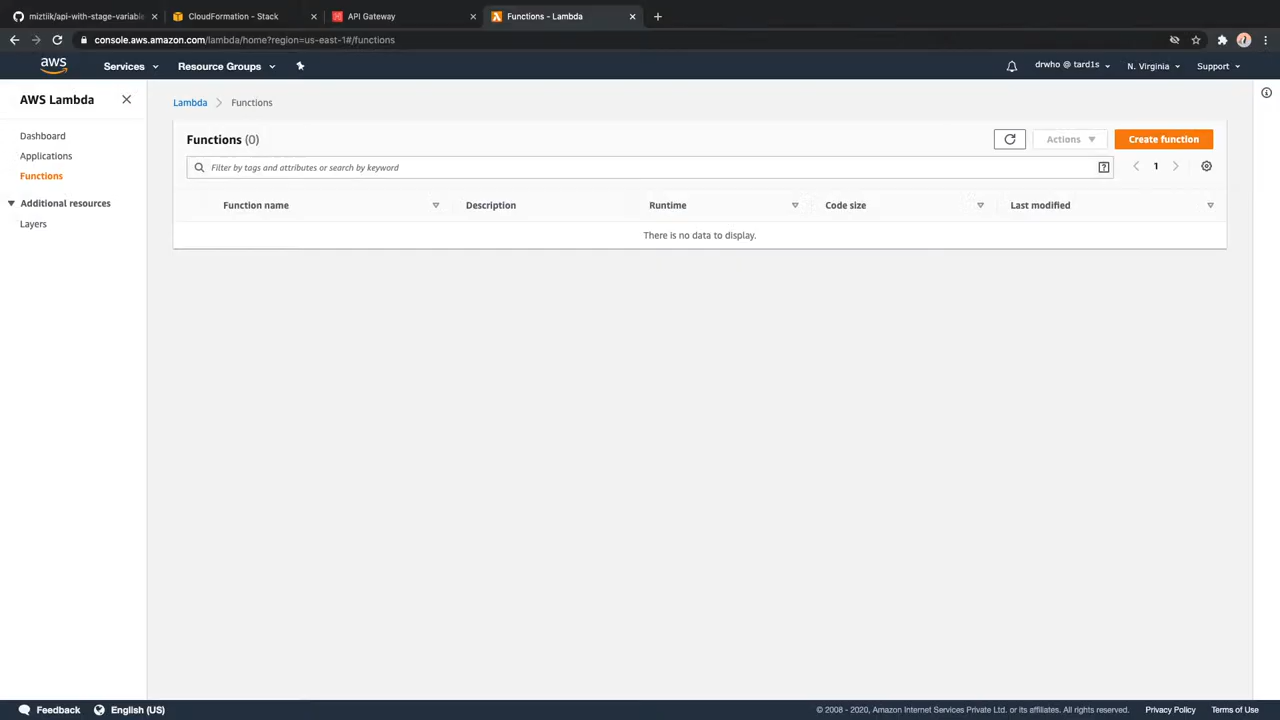 miztiik/api-with-stage-variable
CloudFormation - Stack
API Gateway
Functions - Lambda
console.aws.amazon.com/lambda/home?region=us-east-1#/functions
aws
Services
Resource Groups
drwho @ tard1s
N. Virginia
Support
AWS Lambda
Dashboard
Applications
Functions
Additional resources
Layers
Lambda
Functions
Functions (0)
Actions
Create function
Filter by tags and attributes or search by keyword
1
Function name
Description
Runtime
Code size
Last modified
There is no data to display.
Feedback
English (US)
© 2008 - 2020, Amazon Internet Services Private Ltd. or its affiliates. All rights reserved.
Privacy Policy
Terms of Use